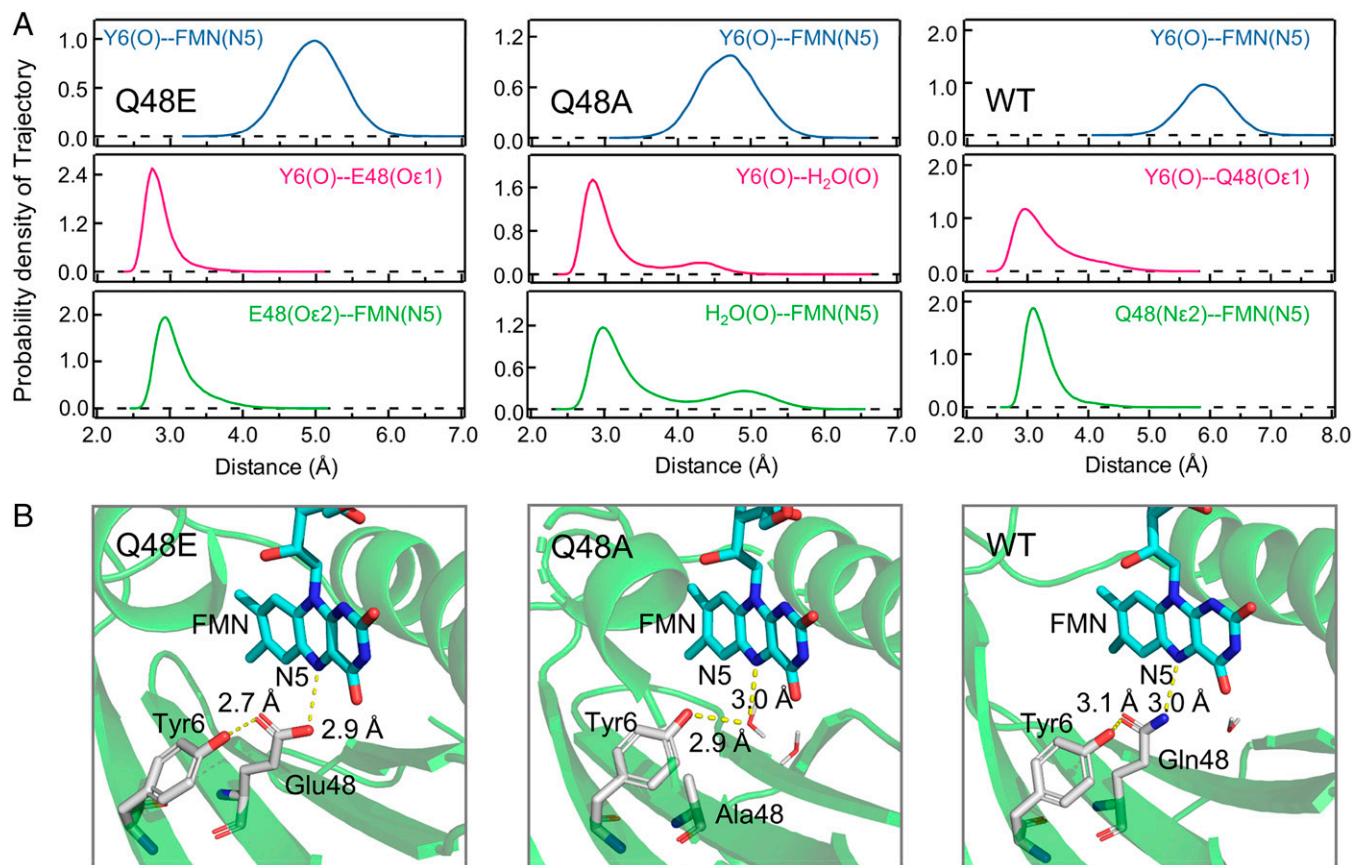 A
Probability density of Trajectory
Y6(O)--FMN(N5)
Q48E
1.0
0.5
0.0
Y6(O)--E48(Oε1)
2.4
1.2
0.0
E48(Oε2)--FMN(N5)
2.0
1.0
0.0
2.0 3.0 4.0 5.0 6.0 7.0
Distance (Å)
Y6(O)--FMN(N5)
Q48A
1.2
0.6
0.0
Y6(O)--H₂O(O)
1.6
0.8
0.0
H₂O(O)--FMN(N5)
1.2
0.6
0.0
2.0 3.0 4.0 5.0 6.0 7.0
Distance (Å)
Y6(O)--FMN(N5)
WT
2.0
1.0
0.0
Y6(O)--Q48(Oε1)
2.0
1.0
0.0
Q48(Nε2)--FMN(N5)
2.0
1.0
0.0
2.0 3.0 4.0 5.0 6.0 7.0 8.0
Distance (Å)
B
Q48E
FMN
N5
2.7 Å
Tyr6
2.9 Å
Glu48
Q48A
FMN
N5
3.0 Å
Tyr6
2.9 Å
Ala48
WT
FMN
N5
3.1 Å 3.0 Å
Tyr6
Gln48